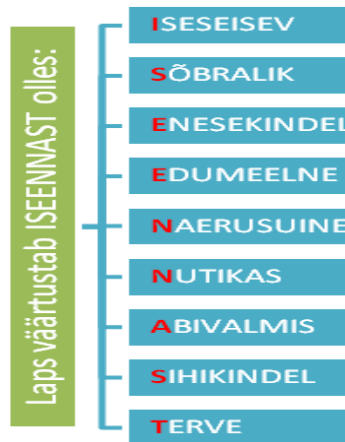 Laps väärtustab ISEENNAST olles:
ISESEISEV
SÕBRALIK
ENESEKINDEL
EDUMEELNE
NAERUSUINE
NUTIKAS
ABIVALMIS
SIHIKINDEL
TERVE